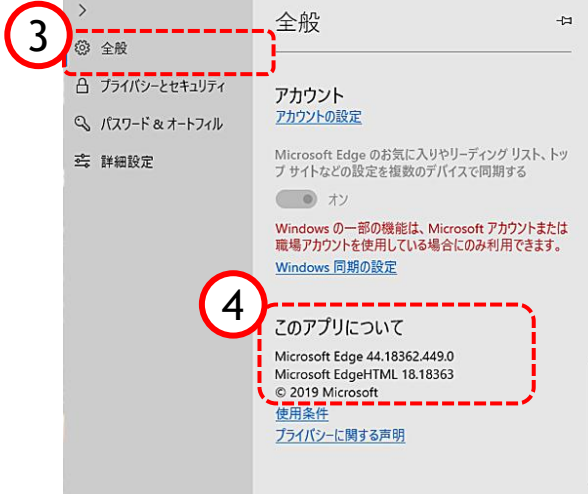 3
全般
プライバシーとセキュリティ
パスワード & オートフィル
詳細設定
全般
アカウント
アカウントの設定
Microsoft Edge のお気に入りやリーディング リスト、トッ
プ サイトなどの設定を複数のデバイスで同期する
オン
Windows の一部の機能は、Microsoft アカウントまたは
職場アカウントを使用している場合にのみ利用できます。
Windows 同期の設定
4
このアプリについて
Microsoft Edge 44.18362.449.0
Microsoft EdgeHTML 18.18363
© 2019 Microsoft
使用条件
プライバシーに関する声明